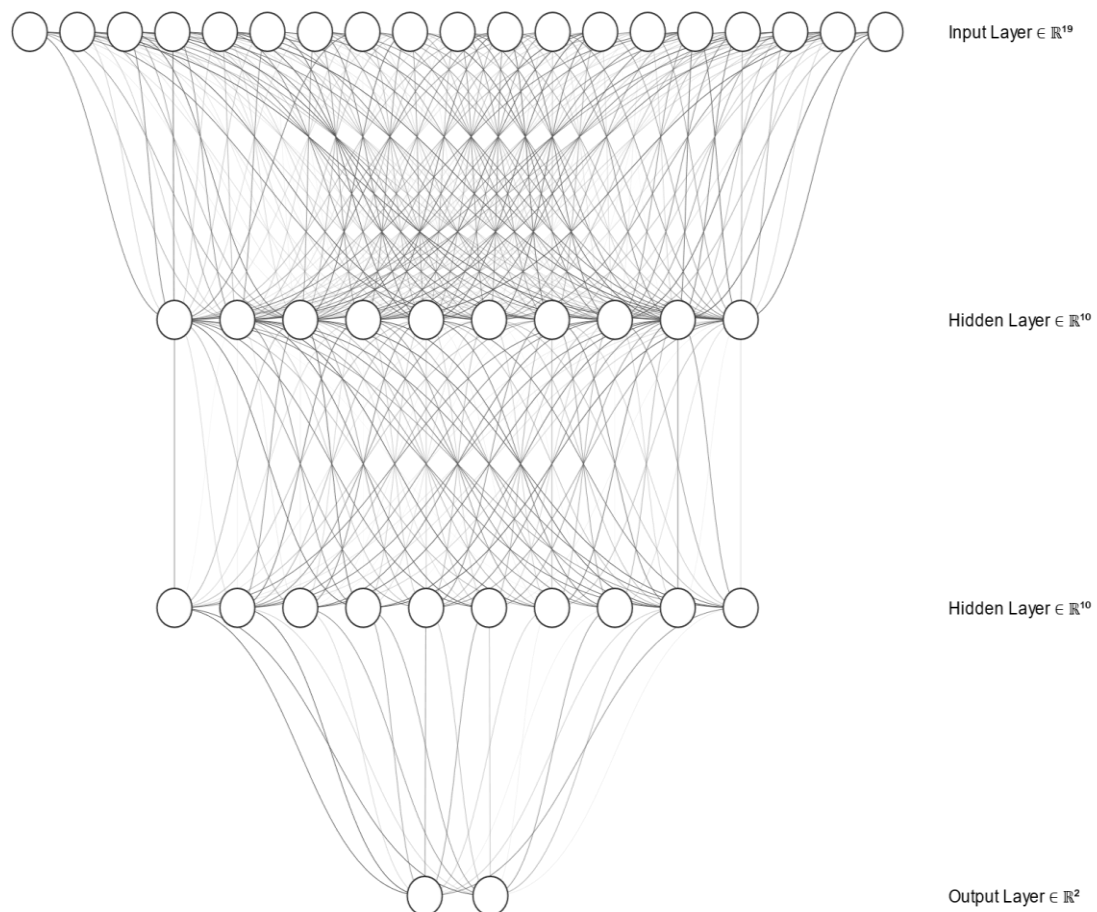 Input Layer ∈ ℝ¹⁹
Hidden Layer ∈ ℝ¹⁰
Hidden Layer ∈ ℝ¹⁰
Output Layer ∈ ℝ²